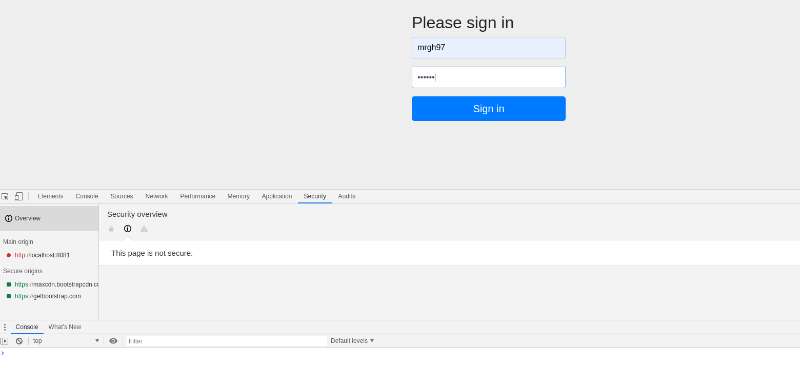 Please sign in
mrgh97
••••••
Sign in
Elements Console Sources Network Performance Memory Application Security Audits
Overview
Security overview
This page is not secure.
Main origin
http://localhost:8081
Secure origins
https://maxcdn.bootstrapcdn.co
https://getbootstrap.com
Console What's New
top Filter Default levels ▼